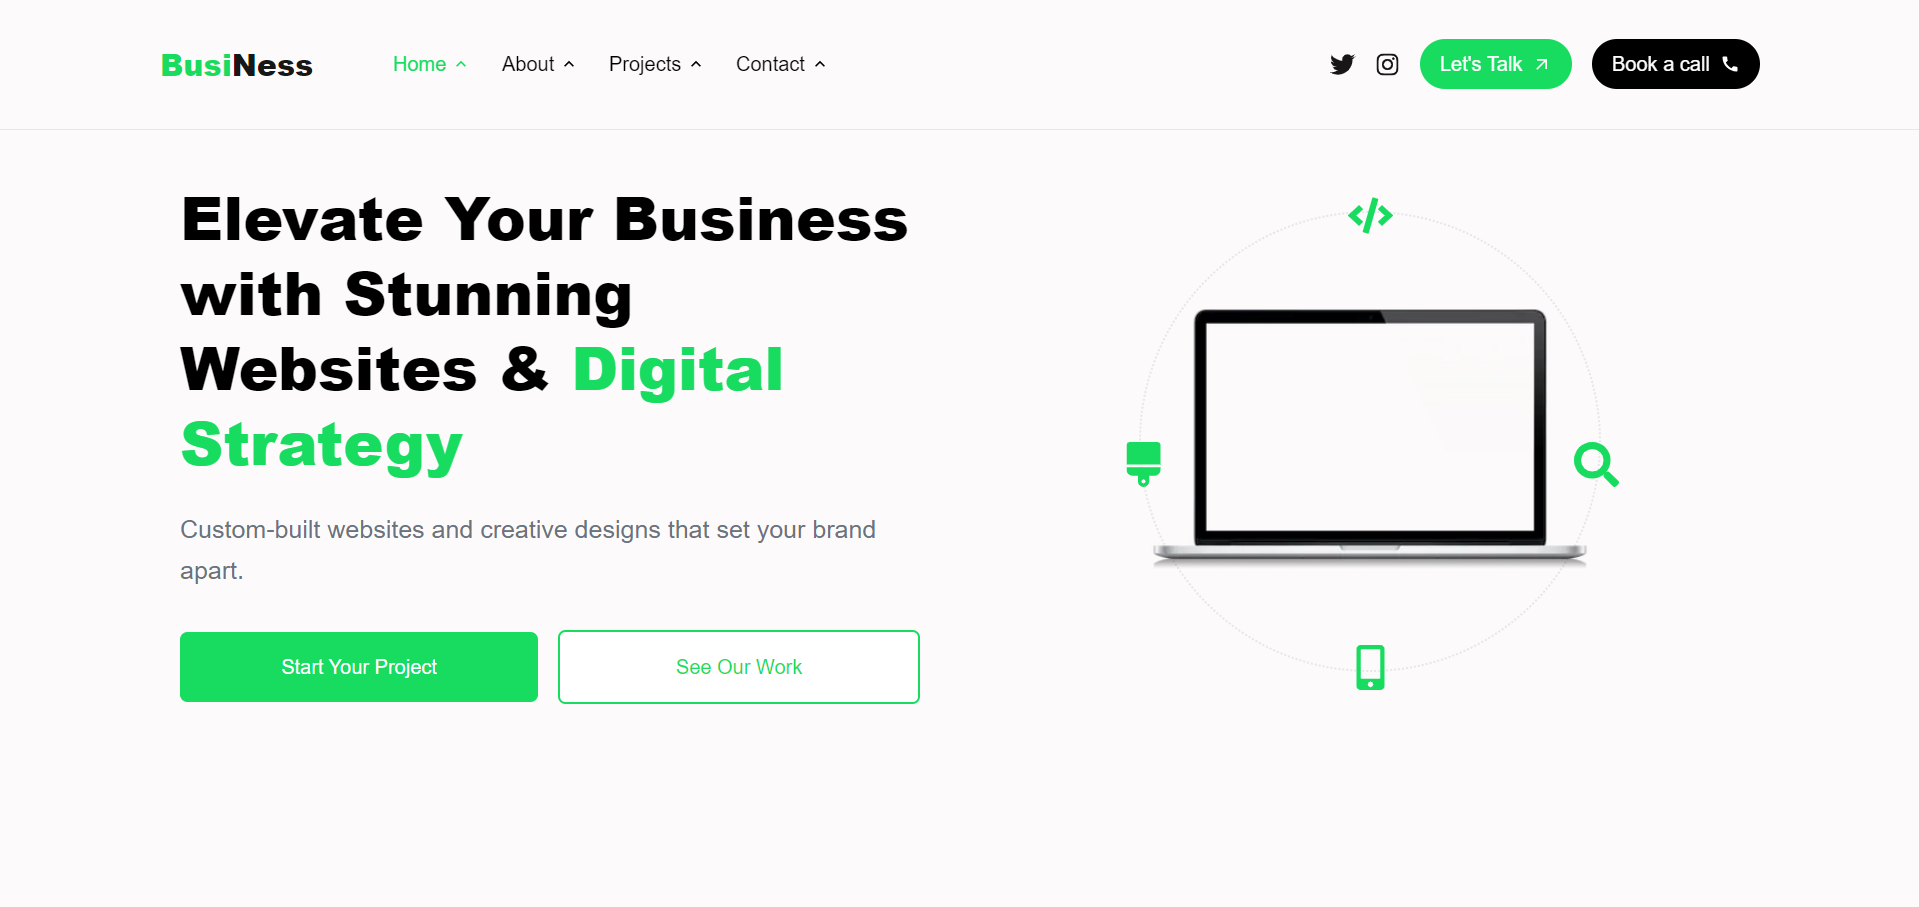 BusiNess
Home
About
Projects
Contact
Let's Talk
Book a call
Elevate Your Business
with Stunning
Websites & Digital
Strategy
Custom-built websites and creative designs that set your brand
apart.
Start Your Project
See Our Work